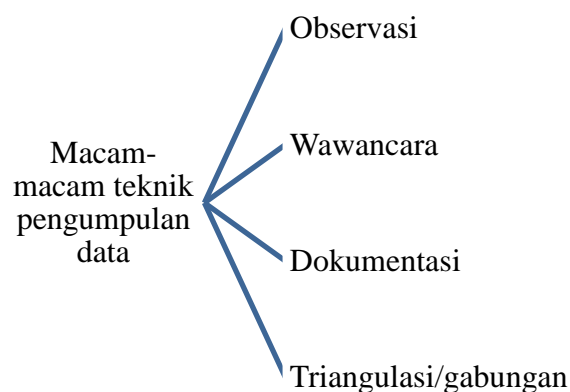 Macam-
macam teknik
pengumpulan
data
Observasi
Wawancara
Dokumentasi
Triangulasi/gabungan